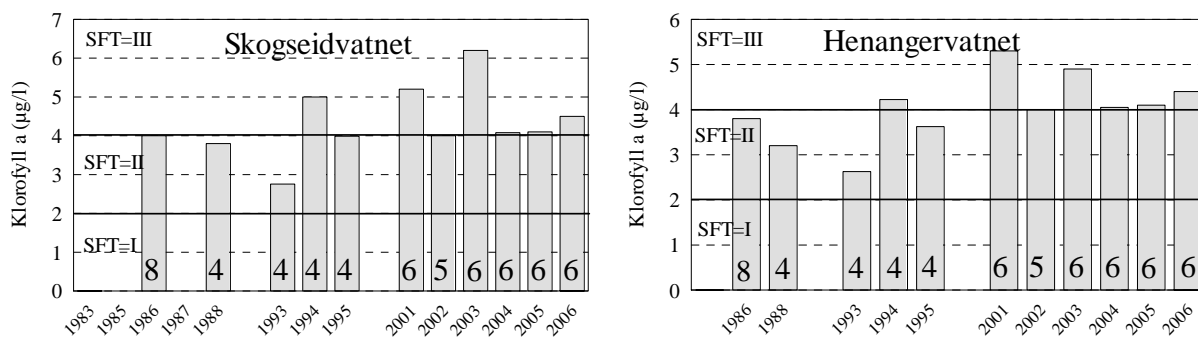 Skogseidvatnet
Klorofyll a (µg/l)
7
6
5
4
3
2
1
0
SFT=III
SFT=II
SFT=I
8 4 4 4 4 6 5 6 6 6 6
1983 1985 1986 1987 1988 1993 1994 1995 2001 2002 2003 2004 2005 2006
Henangervatnet
Klorofyll a (µg/l)
6
5
4
3
2
1
0
SFT=III
SFT=II
SFT=I
8 4 4 4 4 6 5 6 6 6 6
1986 1988 1993 1994 1995 2001 2002 2003 2004 2005 2006